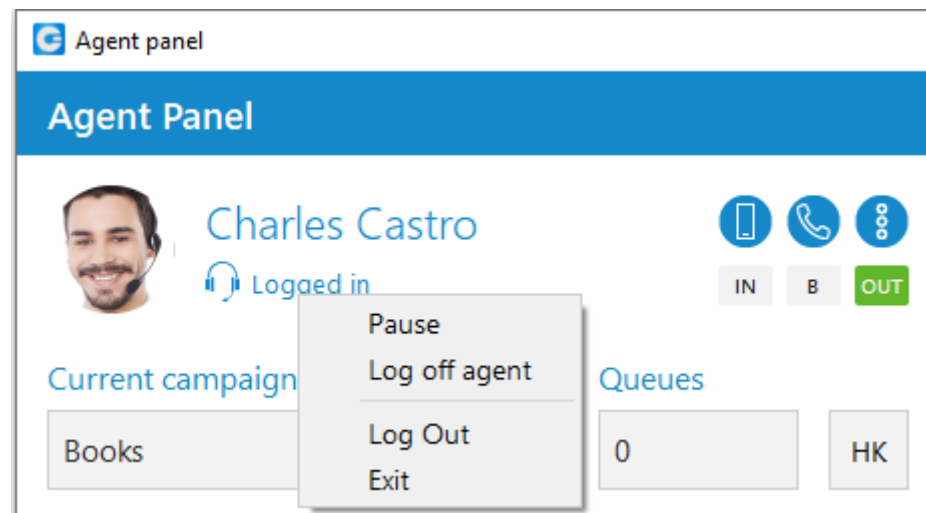 Agent panel
Agent Panel
Charles Castro
Logged in
IN B OUT
Pause
Log off agent
Log Out
Exit
Current campaign
Queues
Books
0
HK